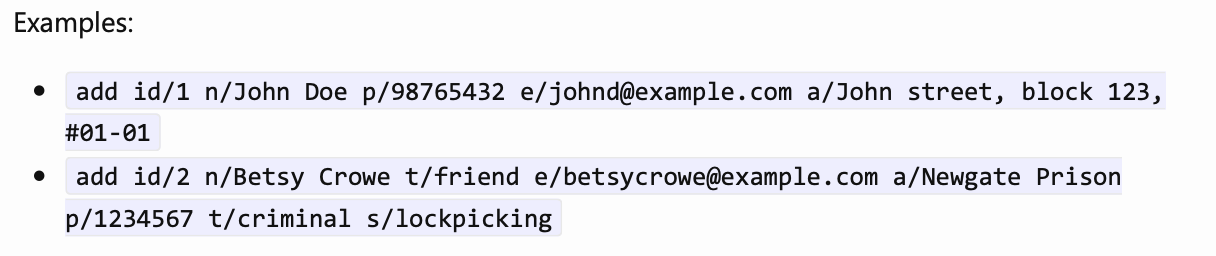 Examples:
add id/1 n/John Doe p/98765432 e/johnd@example.com a/John street, block 123,
#01-01
add id/2 n/Betsy Crowe t/friend e/betsycrowe@example.com a/Newgate Prison
p/1234567 t/criminal s/lockpicking